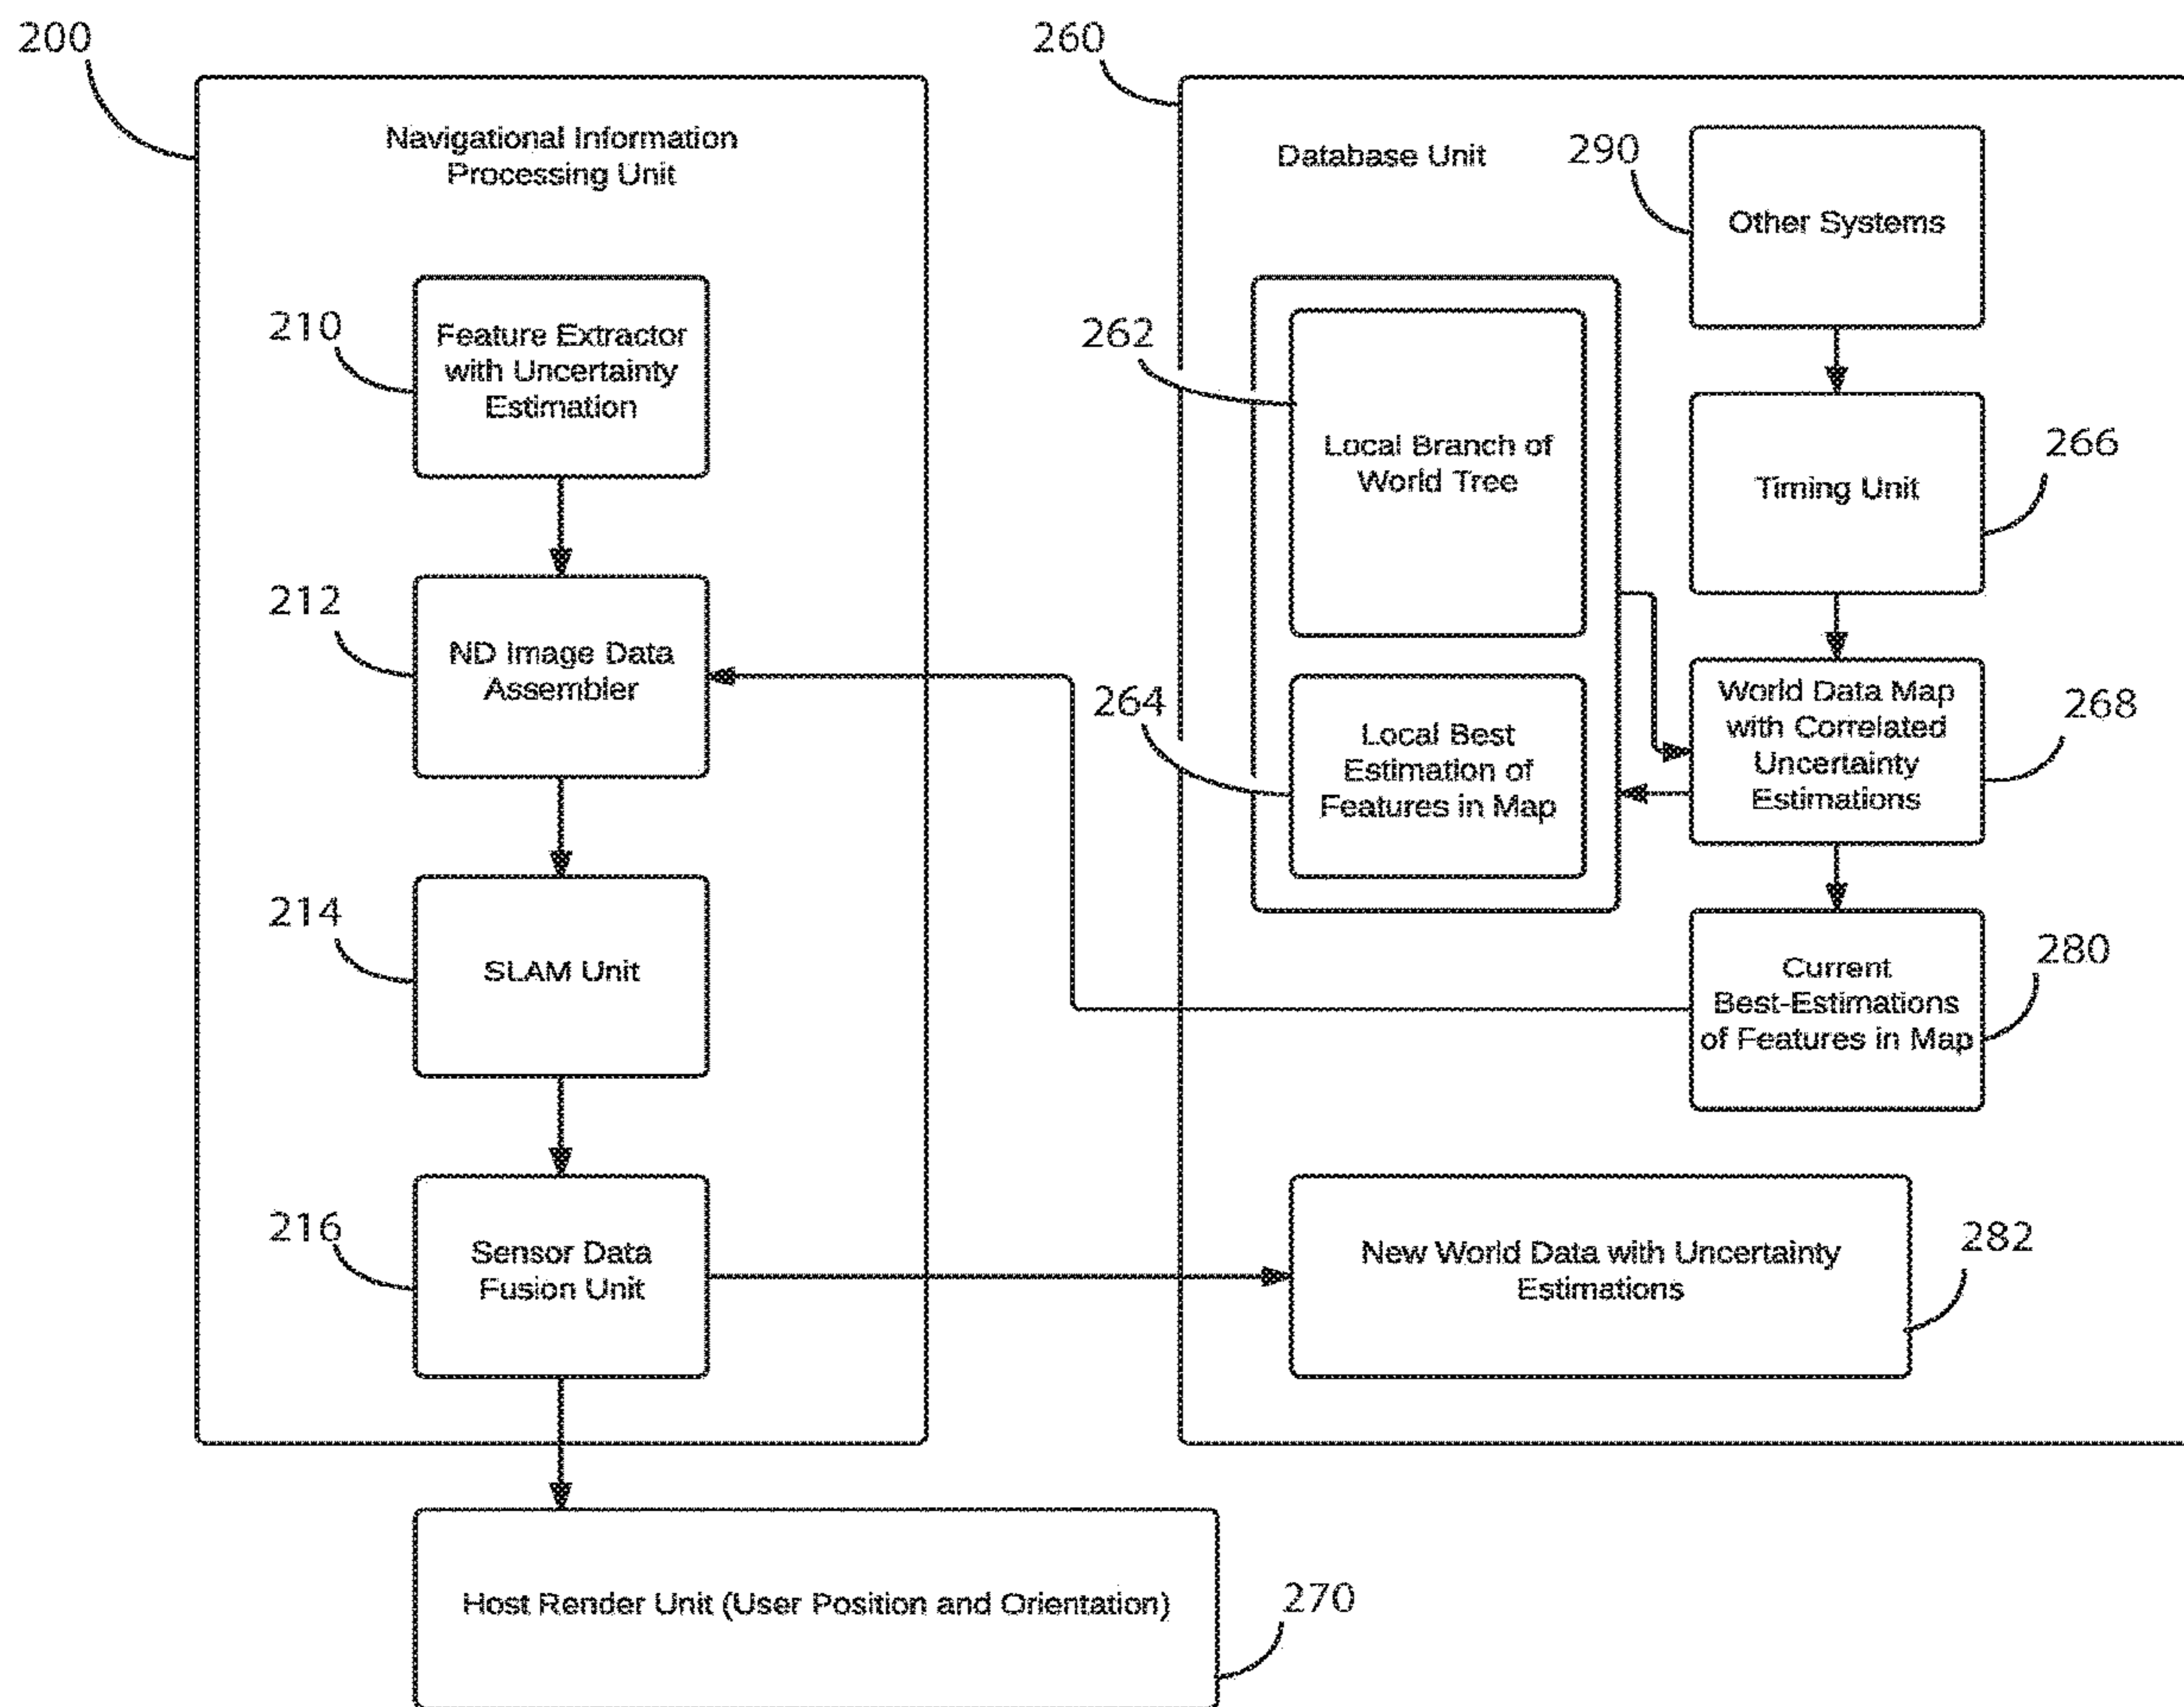 200
Navigational Information
Processing Unit
210
Feature Extractor
with Uncertainty
Estimation
212
ND Image Data
Assembler
214
SLAM Unit
216
Sensor Data
Fusion Unit
260
Database Unit
290
Other Systems
262
Local Branch of
World Tree
266
Timing Unit
264
Local Best
Estimation of
Features in Map
268
World Data Map
with Correlated
Uncertainty
Estimations
280
Current
Best-Estimations
of Features in Map
282
New World Data with Uncertainty
Estimations
270
Host Render Unit (User Position and Orientation)